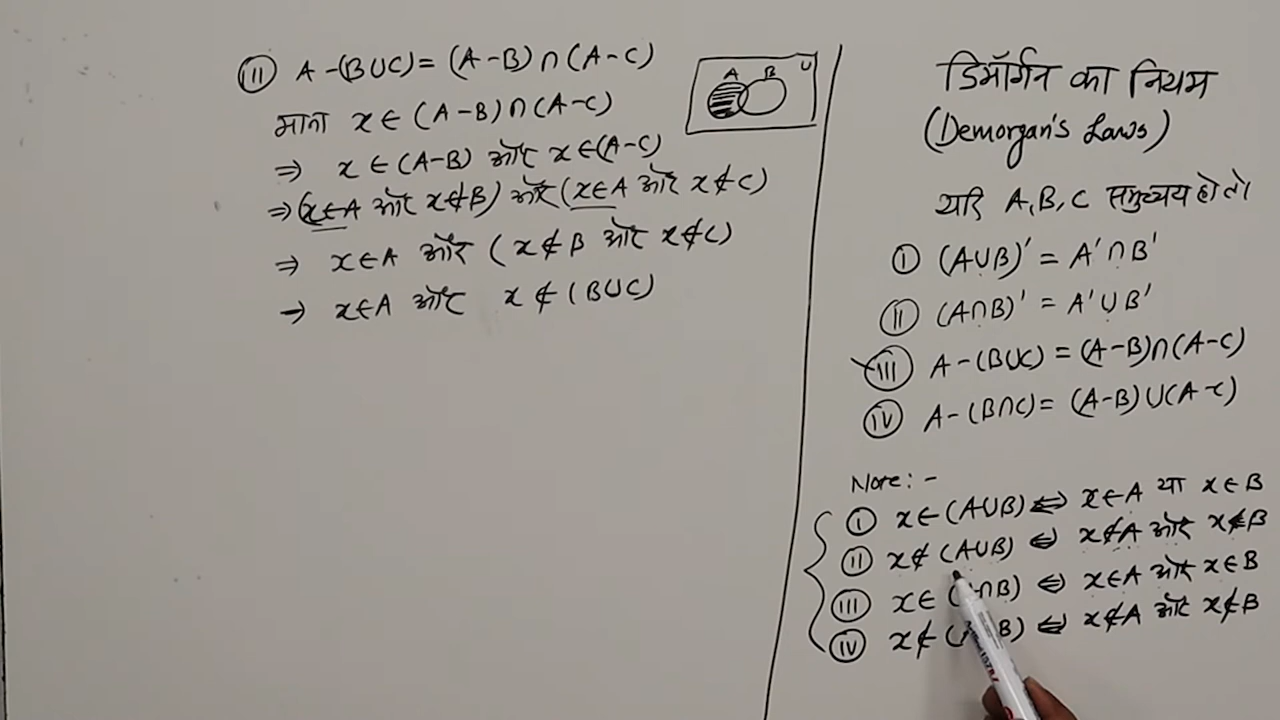 (III) A-(B∪C)= (A-B)∩(A-C)
A B U
माना x∈(A-B)∩(A-C)
⇒ x∈(A-B) और x∈(A-C)
⇒(x∈A और x∉B) और (x∈A और x∉C)
⇒ x∈A और (x∉B और x∉C)
→ x∈A और x∉(B∪C)
डिमॉर्गन का नियम
(Demorgan's Laws)
यदि A,B,C समुच्चय हो तो
(I) (A∪B)' = A'∩B'
(II) (A∩B)' = A'∪B'
(III) A-(B∪C)=(A-B)∩(A-C)
(IV) A-(B∩C)= (A-B)∪(A-C)
Note:-
(I) x∈(A∪B)⇔ x∈A या x∈B
(II) x∉(A∪B) ⇔ x∉A और x∉B
(III) x∈ ( ∩B) ⇔ x∈A और x∈B
(IV) x∉( B) ⇔ x∉A और x∉B